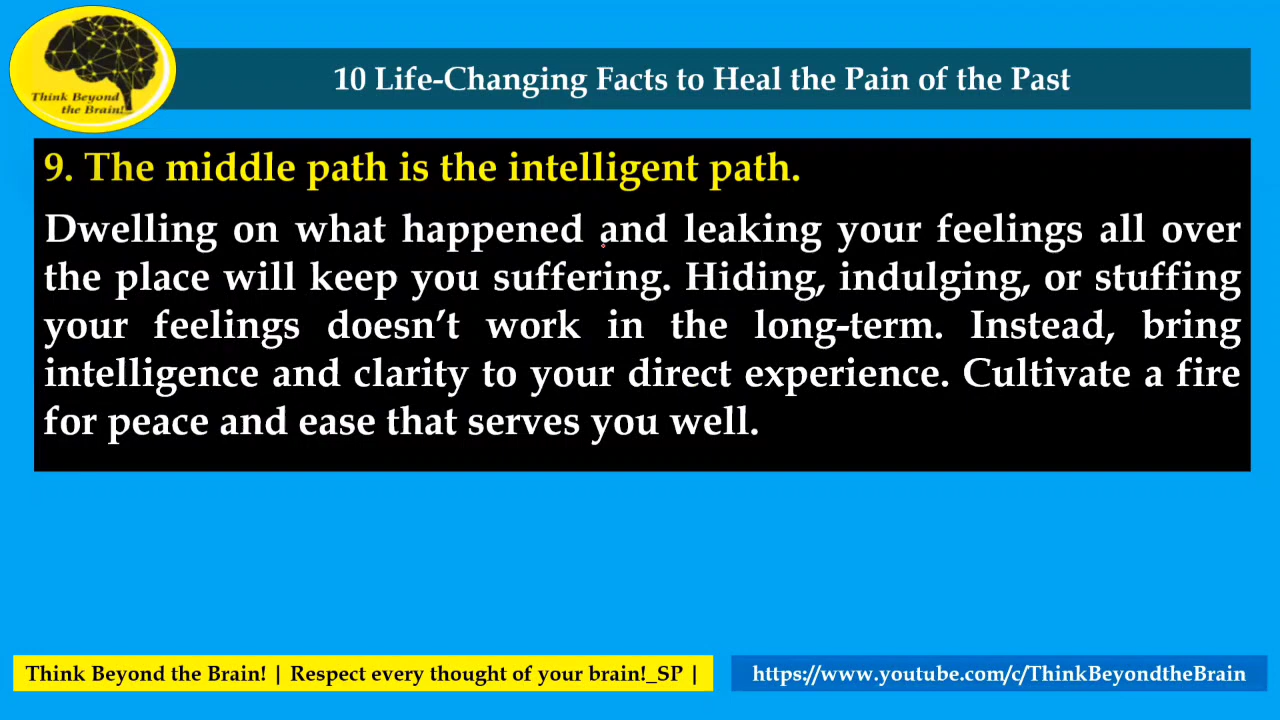 Think Beyond
the Brain!
10 Life-Changing Facts to Heal the Pain of the Past
9. The middle path is the intelligent path.
Dwelling on what happened and leaking your feelings all over
the place will keep you suffering. Hiding, indulging, or stuffing
your feelings doesn’t work in the long-term. Instead, bring
intelligence and clarity to your direct experience. Cultivate a fire
for peace and ease that serves you well.
Think Beyond the Brain! | Respect every thought of your brain!_SP |
https://www.youtube.com/c/ThinkBeyondtheBrain